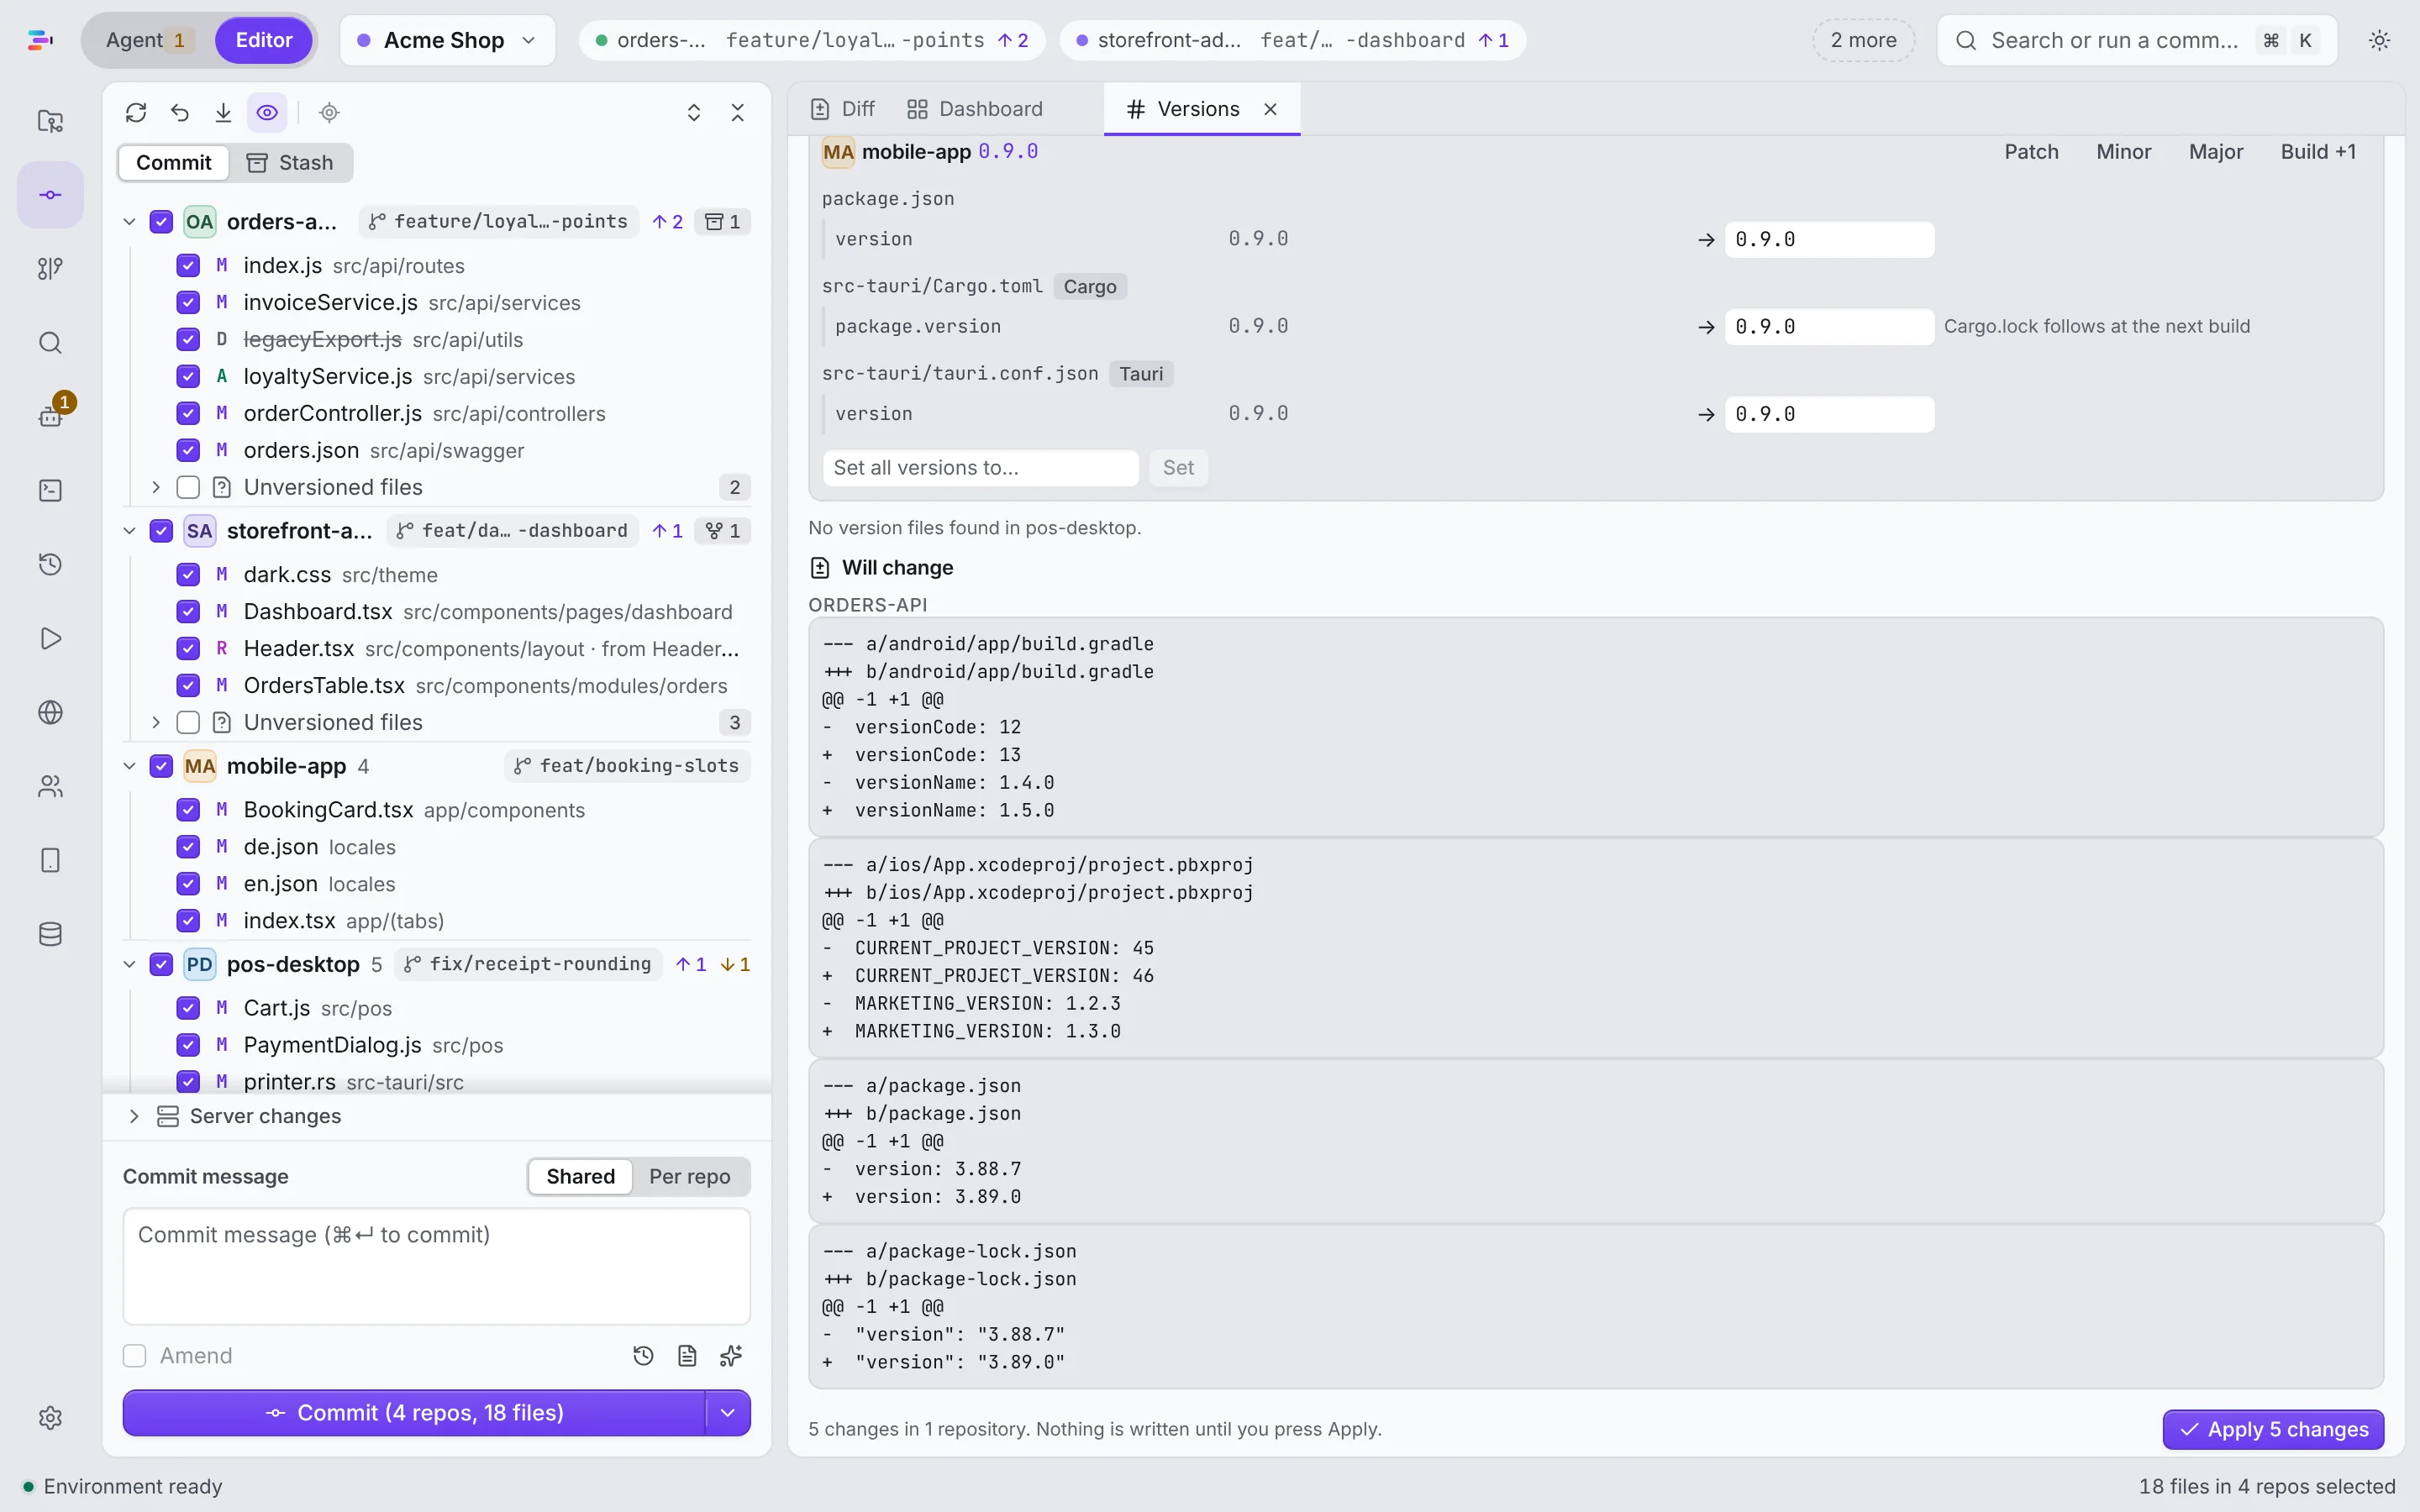 Agent 1 Editor Acme Shop orders-... feature/loyal…-points ↑2 storefront-ad... feat/… -dashboard ↑1 2 more Search or run a comm... ⌘ K
Commit Stash
orders-a... feature/loyal…-points ↑2 1
OA
M index.js src/api/routes
M invoiceService.js src/api/services
D legacyExport.js src/api/utils
A loyaltyService.js src/api/services
M orderController.js src/api/controllers
M orders.json src/api/swagger
Unversioned files 2
SA storefront-a... feat/da… -dashboard ↑1 1
M dark.css src/theme
M Dashboard.tsx src/components/pages/dashboard
R Header.tsx src/components/layout · from Header...
M OrdersTable.tsx src/components/modules/orders
Unversioned files 3
MA mobile-app 4 feat/booking-slots
M BookingCard.tsx app/components
M de.json locales
M en.json locales
M index.tsx app/(tabs)
PD pos-desktop 5 fix/receipt-rounding ↑1 ↓1
M Cart.js src/pos
M PaymentDialog.js src/pos
M printer.rs src-tauri/src
Server changes
Commit message Shared Per repo
Commit message (⌘↵ to commit)
Amend
Commit (4 repos, 18 files)
1
Diff Dashboard # Versions
MA mobile-app 0.9.0 Patch Minor Major Build +1
package.json
version 0.9.0 → 0.9.0
src-tauri/Cargo.toml Cargo
package.version 0.9.0 → 0.9.0 Cargo.lock follows at the next build
src-tauri/tauri.conf.json Tauri
version 0.9.0 → 0.9.0
Set all versions to... Set
No version files found in pos-desktop.
Will change
ORDERS-API
--- a/android/app/build.gradle
+++ b/android/app/build.gradle
@@ -1 +1 @@
- versionCode: 12
+ versionCode: 13
- versionName: 1.4.0
+ versionName: 1.5.0
--- a/ios/App.xcodeproj/project.pbxproj
+++ b/ios/App.xcodeproj/project.pbxproj
@@ -1 +1 @@
- CURRENT_PROJECT_VERSION: 45
+ CURRENT_PROJECT_VERSION: 46
- MARKETING_VERSION: 1.2.3
+ MARKETING_VERSION: 1.3.0
--- a/package.json
+++ b/package.json
@@ -1 +1 @@
- version: 3.88.7
+ version: 3.89.0
--- a/package-lock.json
+++ b/package-lock.json
@@ -1 +1 @@
- "version": "3.88.7"
+ "version": "3.89.0"
5 changes in 1 repository. Nothing is written until you press Apply. Apply 5 changes
Environment ready 18 files in 4 repos selected